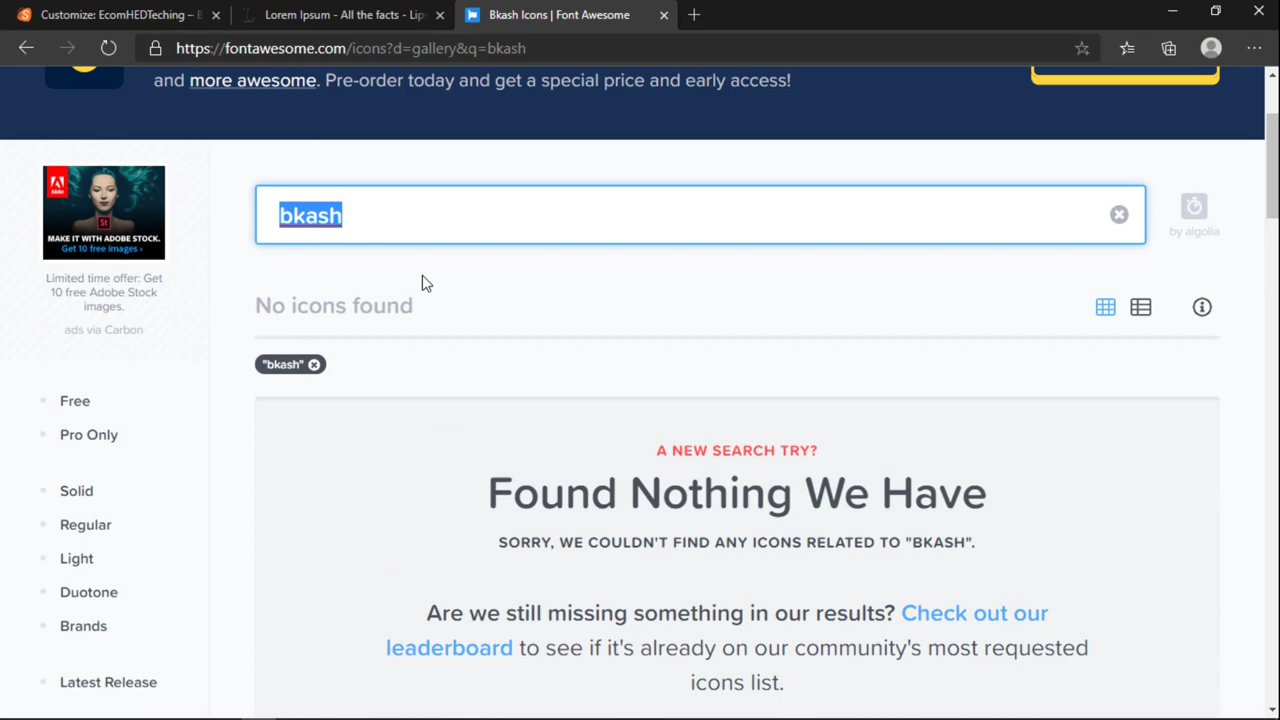 Customize: EcomHEDTeching – B
Lorem Ipsum - All the facts - Lips
Bkash Icons | Font Awesome
https://fontawesome.com/icons?d=gallery&q=bkash
and more awesome. Pre-order today and get a special price and early access!
MAKE IT WITH ADOBE STOCK.
Get 10 free images ›
St
Limited time offer: Get
10 free Adobe Stock
images.
ads via Carbon
bkash
by algolia
No icons found
"bkash"
Free
Pro Only
Solid
Regular
Light
Duotone
Brands
Latest Release
A NEW SEARCH TRY?
Found Nothing We Have
SORRY, WE COULDN'T FIND ANY ICONS RELATED TO "BKASH".
Are we still missing something in our results? Check out our
leaderboard to see if it's already on our community's most requested
icons list.